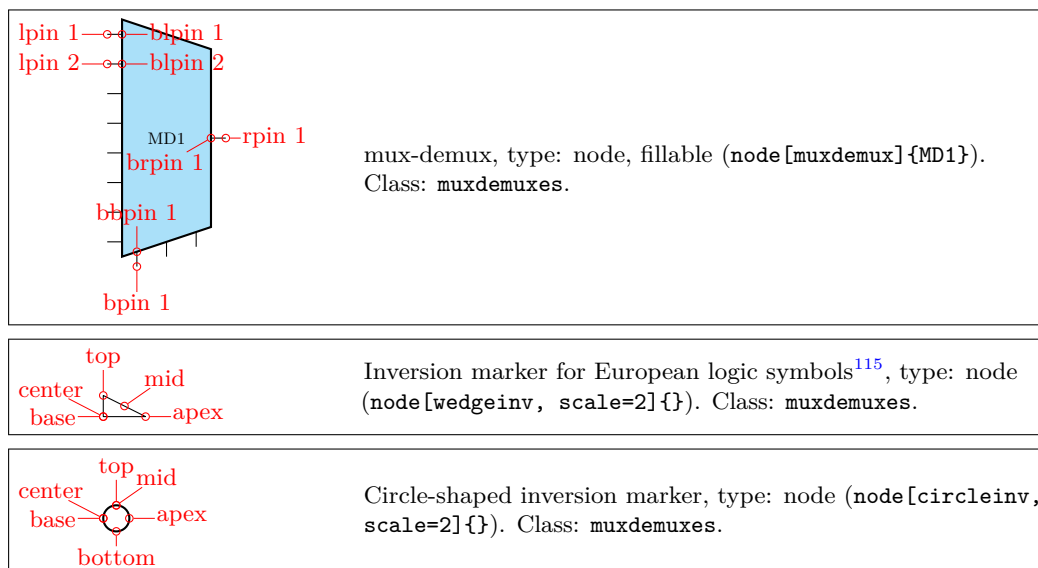 lpin 1 blpin 1
lpin 2 blpin 2
MD1 rpin 1
brpin 1
bbpin 1
bpin 1
mux-demux, type: node, fillable (node[muxdemux]{MD1}).
Class: muxdemuxes.
top
center mid
base apex
Inversion marker for European logic symbols115, type: node
(node[wedgeinv, scale=2]{}). Class: muxdemuxes.
top mid
center
base apex
bottom
Circle-shaped inversion marker, type: node (node[circleinv,
scale=2]{}). Class: muxdemuxes.